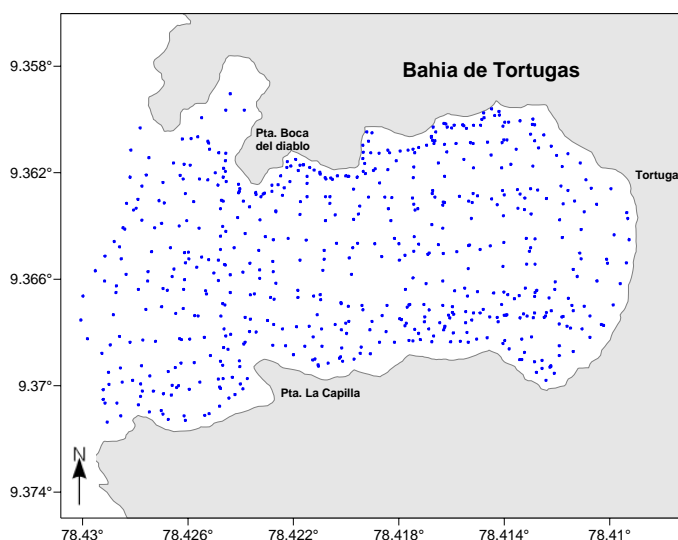 9.358°
Bahia de Tortugas
Pta. Boca
del diablo
9.362°
Tortuga
9.366°
9.37°
Pta. La Capilla
N
9.374°
78.43° 78.426° 78.422° 78.418° 78.414° 78.41°